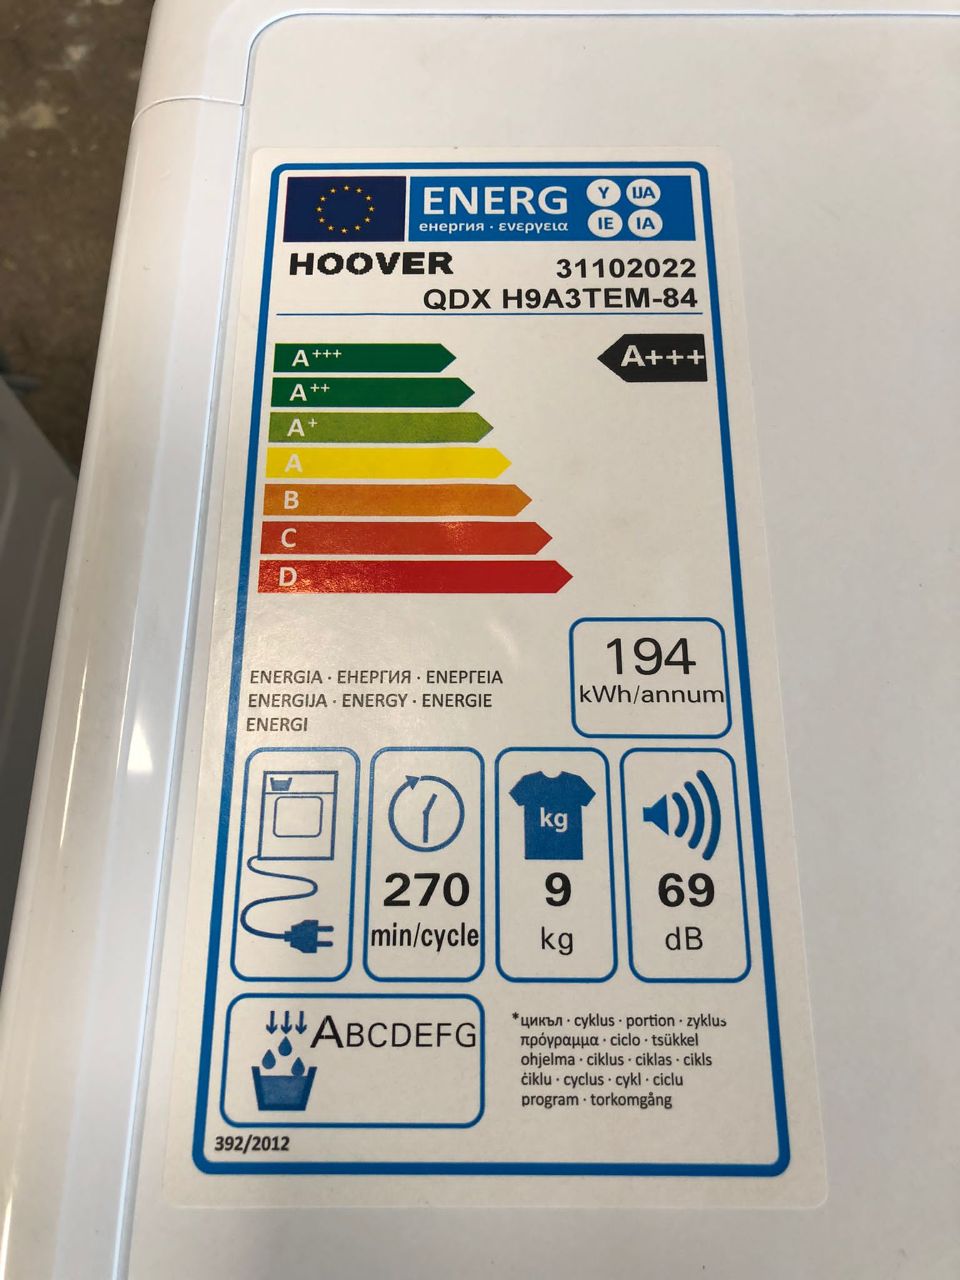 ENERG Y IJA
енергия · ενεργεια IE IA
HOOVER 31102022
QDX H9A3TEM-84
A+++ A+++
A++
A+
A
B
C
D
194
kWh/annum
ENERGIA · ЕНЕРГИЯ · ΕΝΕΡΓΕΙΑ
ENERGIJA · ENERGY · ENERGIE
ENERGI
270
min/cycle
kg
9
kg
69
dB
ABCDEFG
*цикъл · cyklus · portion · zyklus
πρόγραμμα · ciclo · tsükkel
ohjelma · ciklus · ciklas · cikls
ċiklu · cyclus · cykl · ciclu
program · torkomgång
392/2012